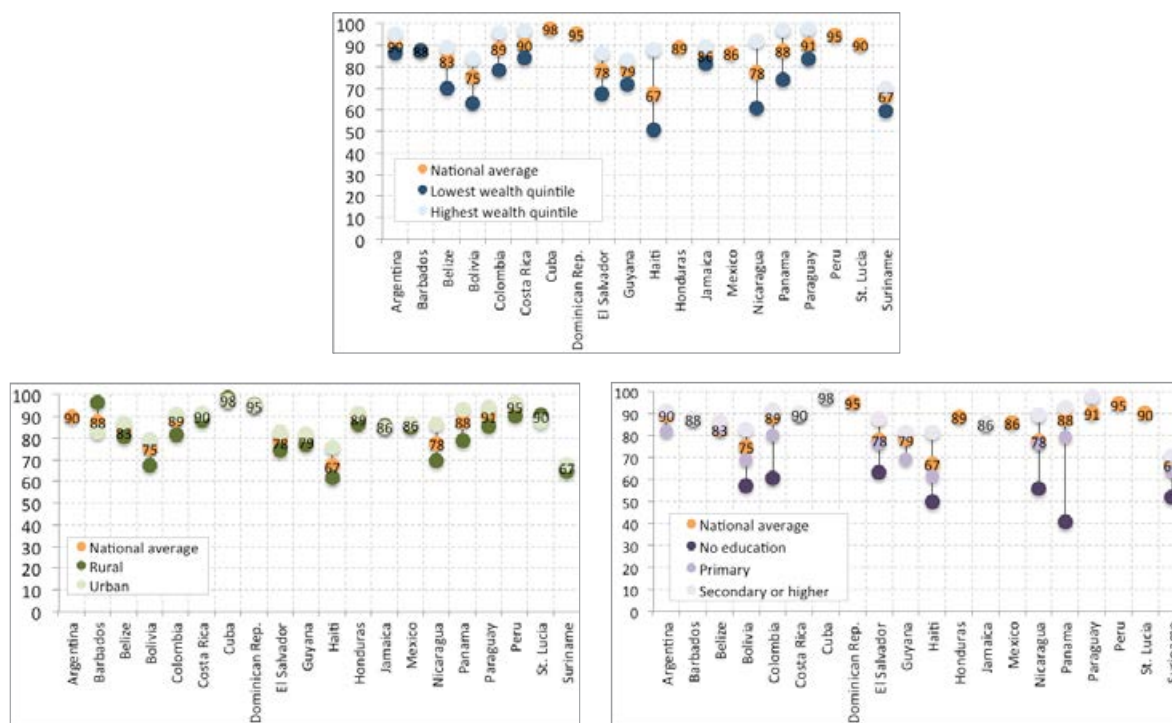 100
90
80
70
60
50
40
30
20
10
0
90 88 83 75 89 90 98 95 78 79 67 89 86 86 78 88 91 95 90 67
National average
Lowest wealth quintile
Highest wealth quintile
Argentina
Barbados
Belize
Bolivia
Colombia
Costa Rica
Cuba
Dominican Rep.
El Salvador
Guyana
Haiti
Honduras
Jamaica
Mexico
Nicaragua
Panama
Paraguay
Peru
St. Lucia
Suriname
100
90
80
70
60
50
40
30
20
10
0
90 88 83 75 89 90 98 95 78 79 67 89 86 86 78 88 91 95 90 67
National average
Rural
Urban
Argentina
Barbados
Belize
Bolivia
Colombia
Costa Rica
Cuba
Dominican Rep.
El Salvador
Guyana
Haiti
Honduras
Jamaica
Mexico
Nicaragua
Panama
Paraguay
Peru
St. Lucia
Suriname
100
90
80
70
60
50
40
30
20
10
0
90 88 83 75 89 90 98 95 78 79 67 89 86 86 78 88 91 95 90
National average
No education
Primary
Secondary or higher
Argentina
Barbados
Belize
Bolivia
Colombia
Costa Rica
Cuba
Dominican Rep.
El Salvador
Guyana
Haiti
Honduras
Jamaica
Mexico
Nicaragua
Panama
Paraguay
Peru
St. Lucia